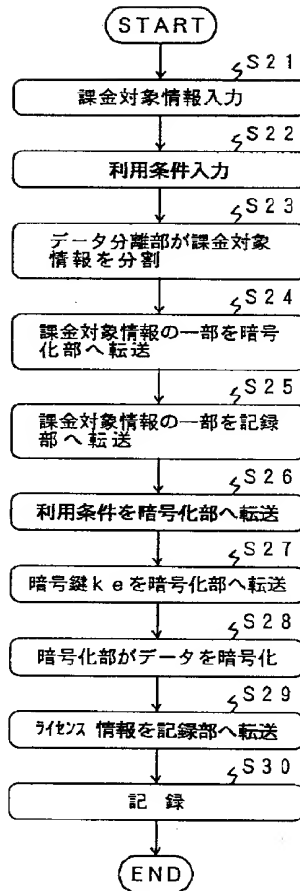 START
S21
課金対象情報入力
S22
利用条件入力
S23
データ分離部が課金対象
情報を分割
S24
課金対象情報の一部を暗号
化部へ転送
S25
課金対象情報の一部を記録
部へ転送
S26
利用条件を暗号化部へ転送
S27
暗号鍵keを暗号化部へ転送
S28
暗号化部がデータを暗号化
S29
ライセンス情報を記録部へ転送
S30
記 録
END